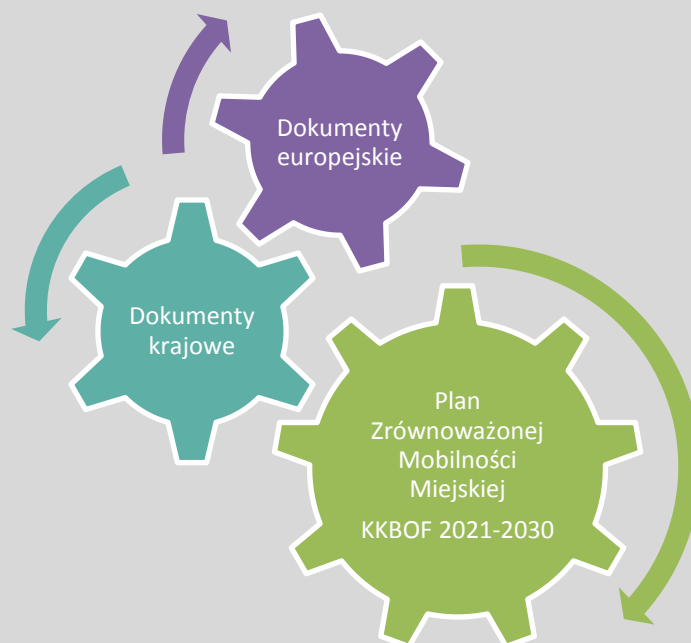 Dokumenty
europejskie
Dokumenty
krajowe
Plan
Zrównoważonej
Mobilności
Miejskiej
KKBOF 2021-2030